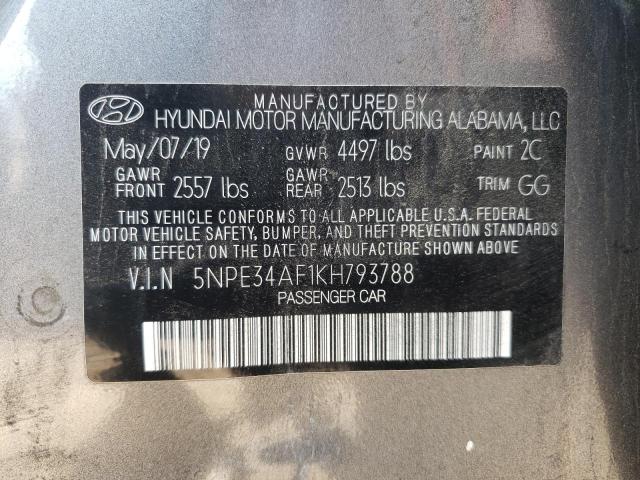 MANUFACTURED BY
HYUNDAI MOTOR MANUFACTURING ALABAMA, LLC
May/07/19 GVWR 4497 lbs PAINT 2C
GAWR FRONT 2557 lbs GAWR REAR 2513 lbs TRIM GG
THIS VEHICLE CONFORMS TO ALL APPLICABLE U.S.A. FEDERAL
MOTOR VEHICLE SAFETY, BUMPER, AND THEFT PREVENTION STANDARDS
IN EFFECT ON THE DATE OF MANUFACTURE SHOWN ABOVE.
V.I.N 5NPE34AF1KH793788
PASSENGER CAR